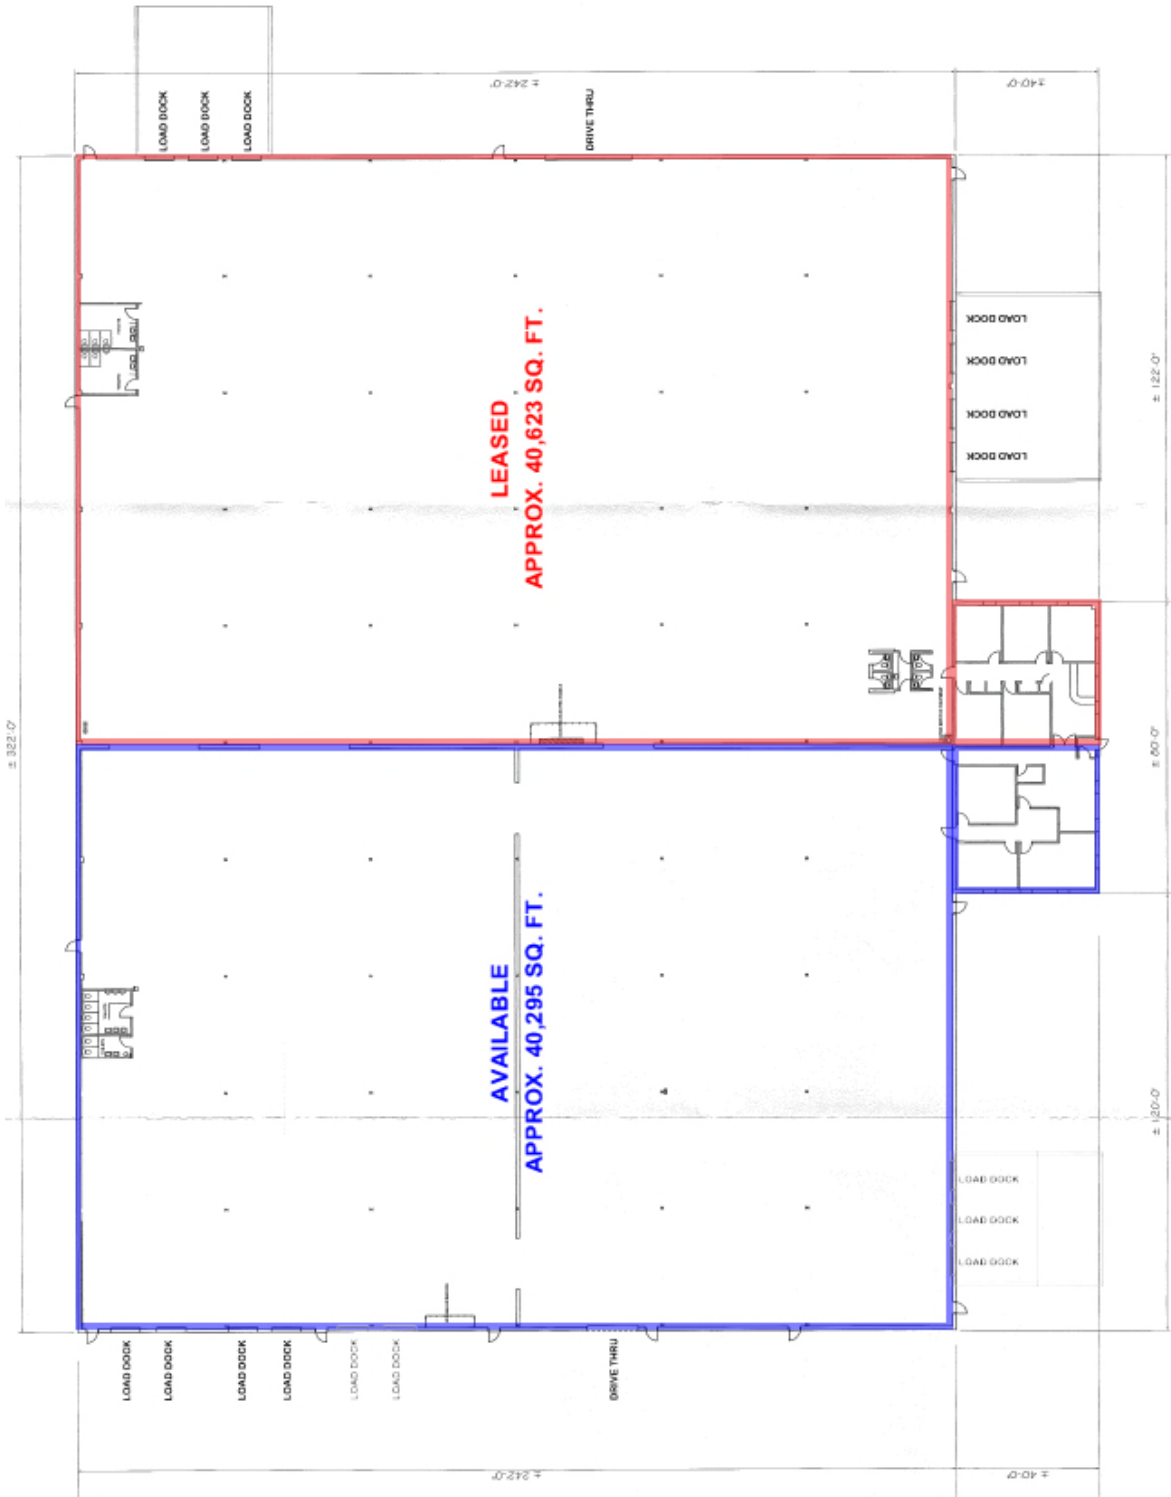 ± 242'-0"
±40'-0"
LOAD DOCK
LOAD DOCK
LOAD DOCK
DRIVE THRU
LOAD DOCK
LOAD DOCK
LOAD DOCK
LOAD DOCK
± 122'-0"
LEASED
APPROX. 40,623 SQ. FT.
± 322'-0"
± 80'-0"
AVAILABLE
APPROX. 40,295 SQ. FT.
± 120'-0"
LOAD DOCK
LOAD DOCK
LOAD DOCK
LOAD DOCK
LOAD DOCK
LOAD DOCK
LOAD DOCK
LOAD DOCK
LOAD DOCK
DRIVE THRU
± 242'-0"
± 40'-0"